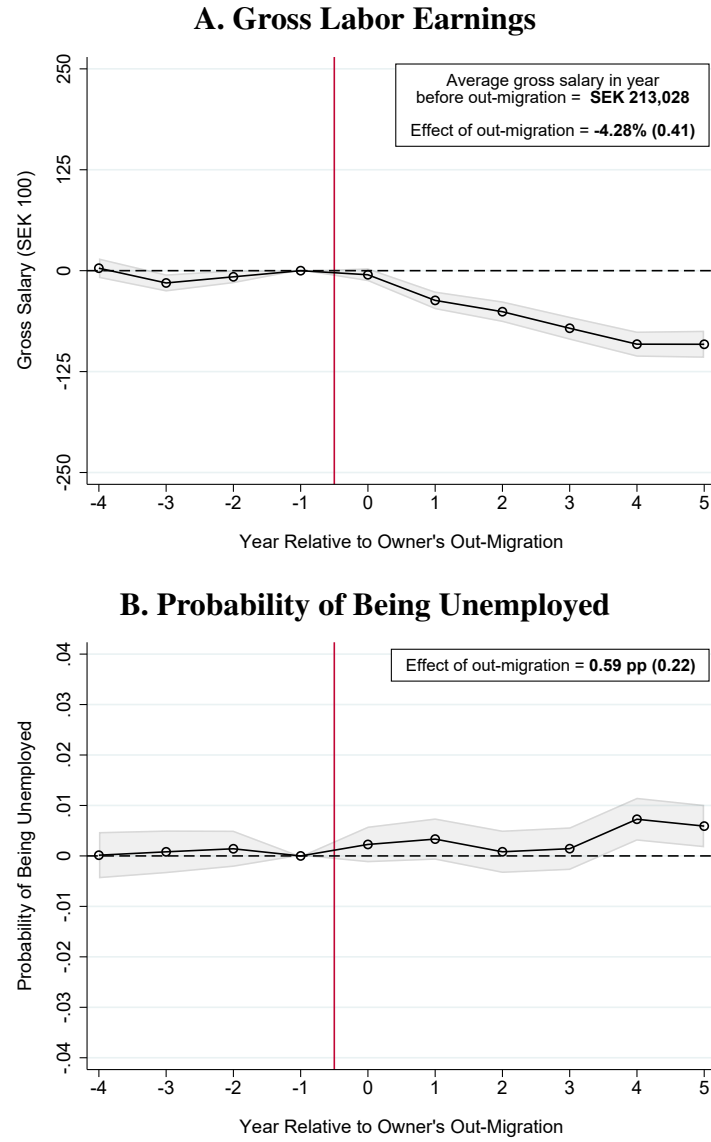 A. Gross Labor Earnings
Average gross salary in year
before out-migration = SEK 213,028
Effect of out-migration = -4.28% (0.41)
Gross Salary (SEK 100)
250
125
0
-125
-250
-4 -3 -2 -1 0 1 2 3 4 5
Year Relative to Owner's Out-Migration
B. Probability of Being Unemployed
Effect of out-migration = 0.59 pp (0.22)
Probability of Being Unemployed
.04
.03
.02
.01
0
-.01
-.02
-.03
-.04
-4 -3 -2 -1 0 1 2 3 4 5
Year Relative to Owner's Out-Migration